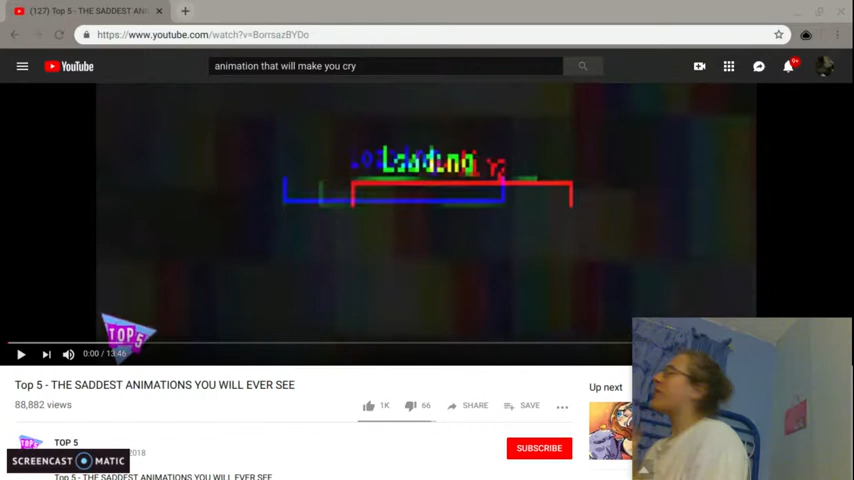 (127) Top 5 - THE SADDEST ANI
https://www.youtube.com/watch?v=BorrsazBYDo
YouTube
animation that will make you cry
9+
Loading
TOP 5
0:00 / 13:46
Top 5 - THE SADDEST ANIMATIONS YOU WILL EVER SEE
88,882 views
1K
66
SHARE
SAVE
Up next
TOP 5
2018
SUBSCRIBE
SCREENCAST O MATIC
Top 5 - THE SADDEST ANIMATIONS YOU WILL EVER SEE